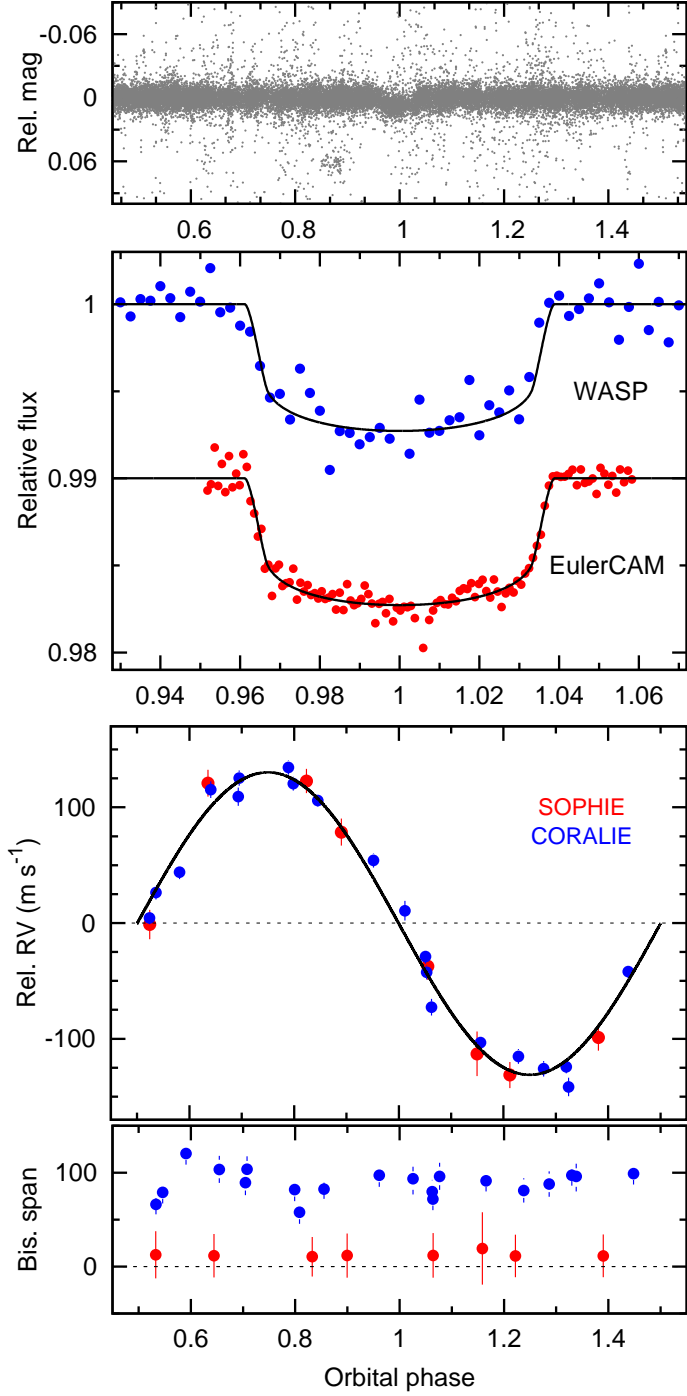 -0.06
0
0.06
Rel. mag
0.6 0.8 1 1.2 1.4
1
0.99
0.98
Relative flux
WASP
EulerCAM
0.94 0.96 0.98 1 1.02 1.04 1.06
100
0
-100
Rel. RV (m s⁻¹)
SOPHIE
CORALIE
100
0
Bis. span
0.6 0.8 1 1.2 1.4
Orbital phase